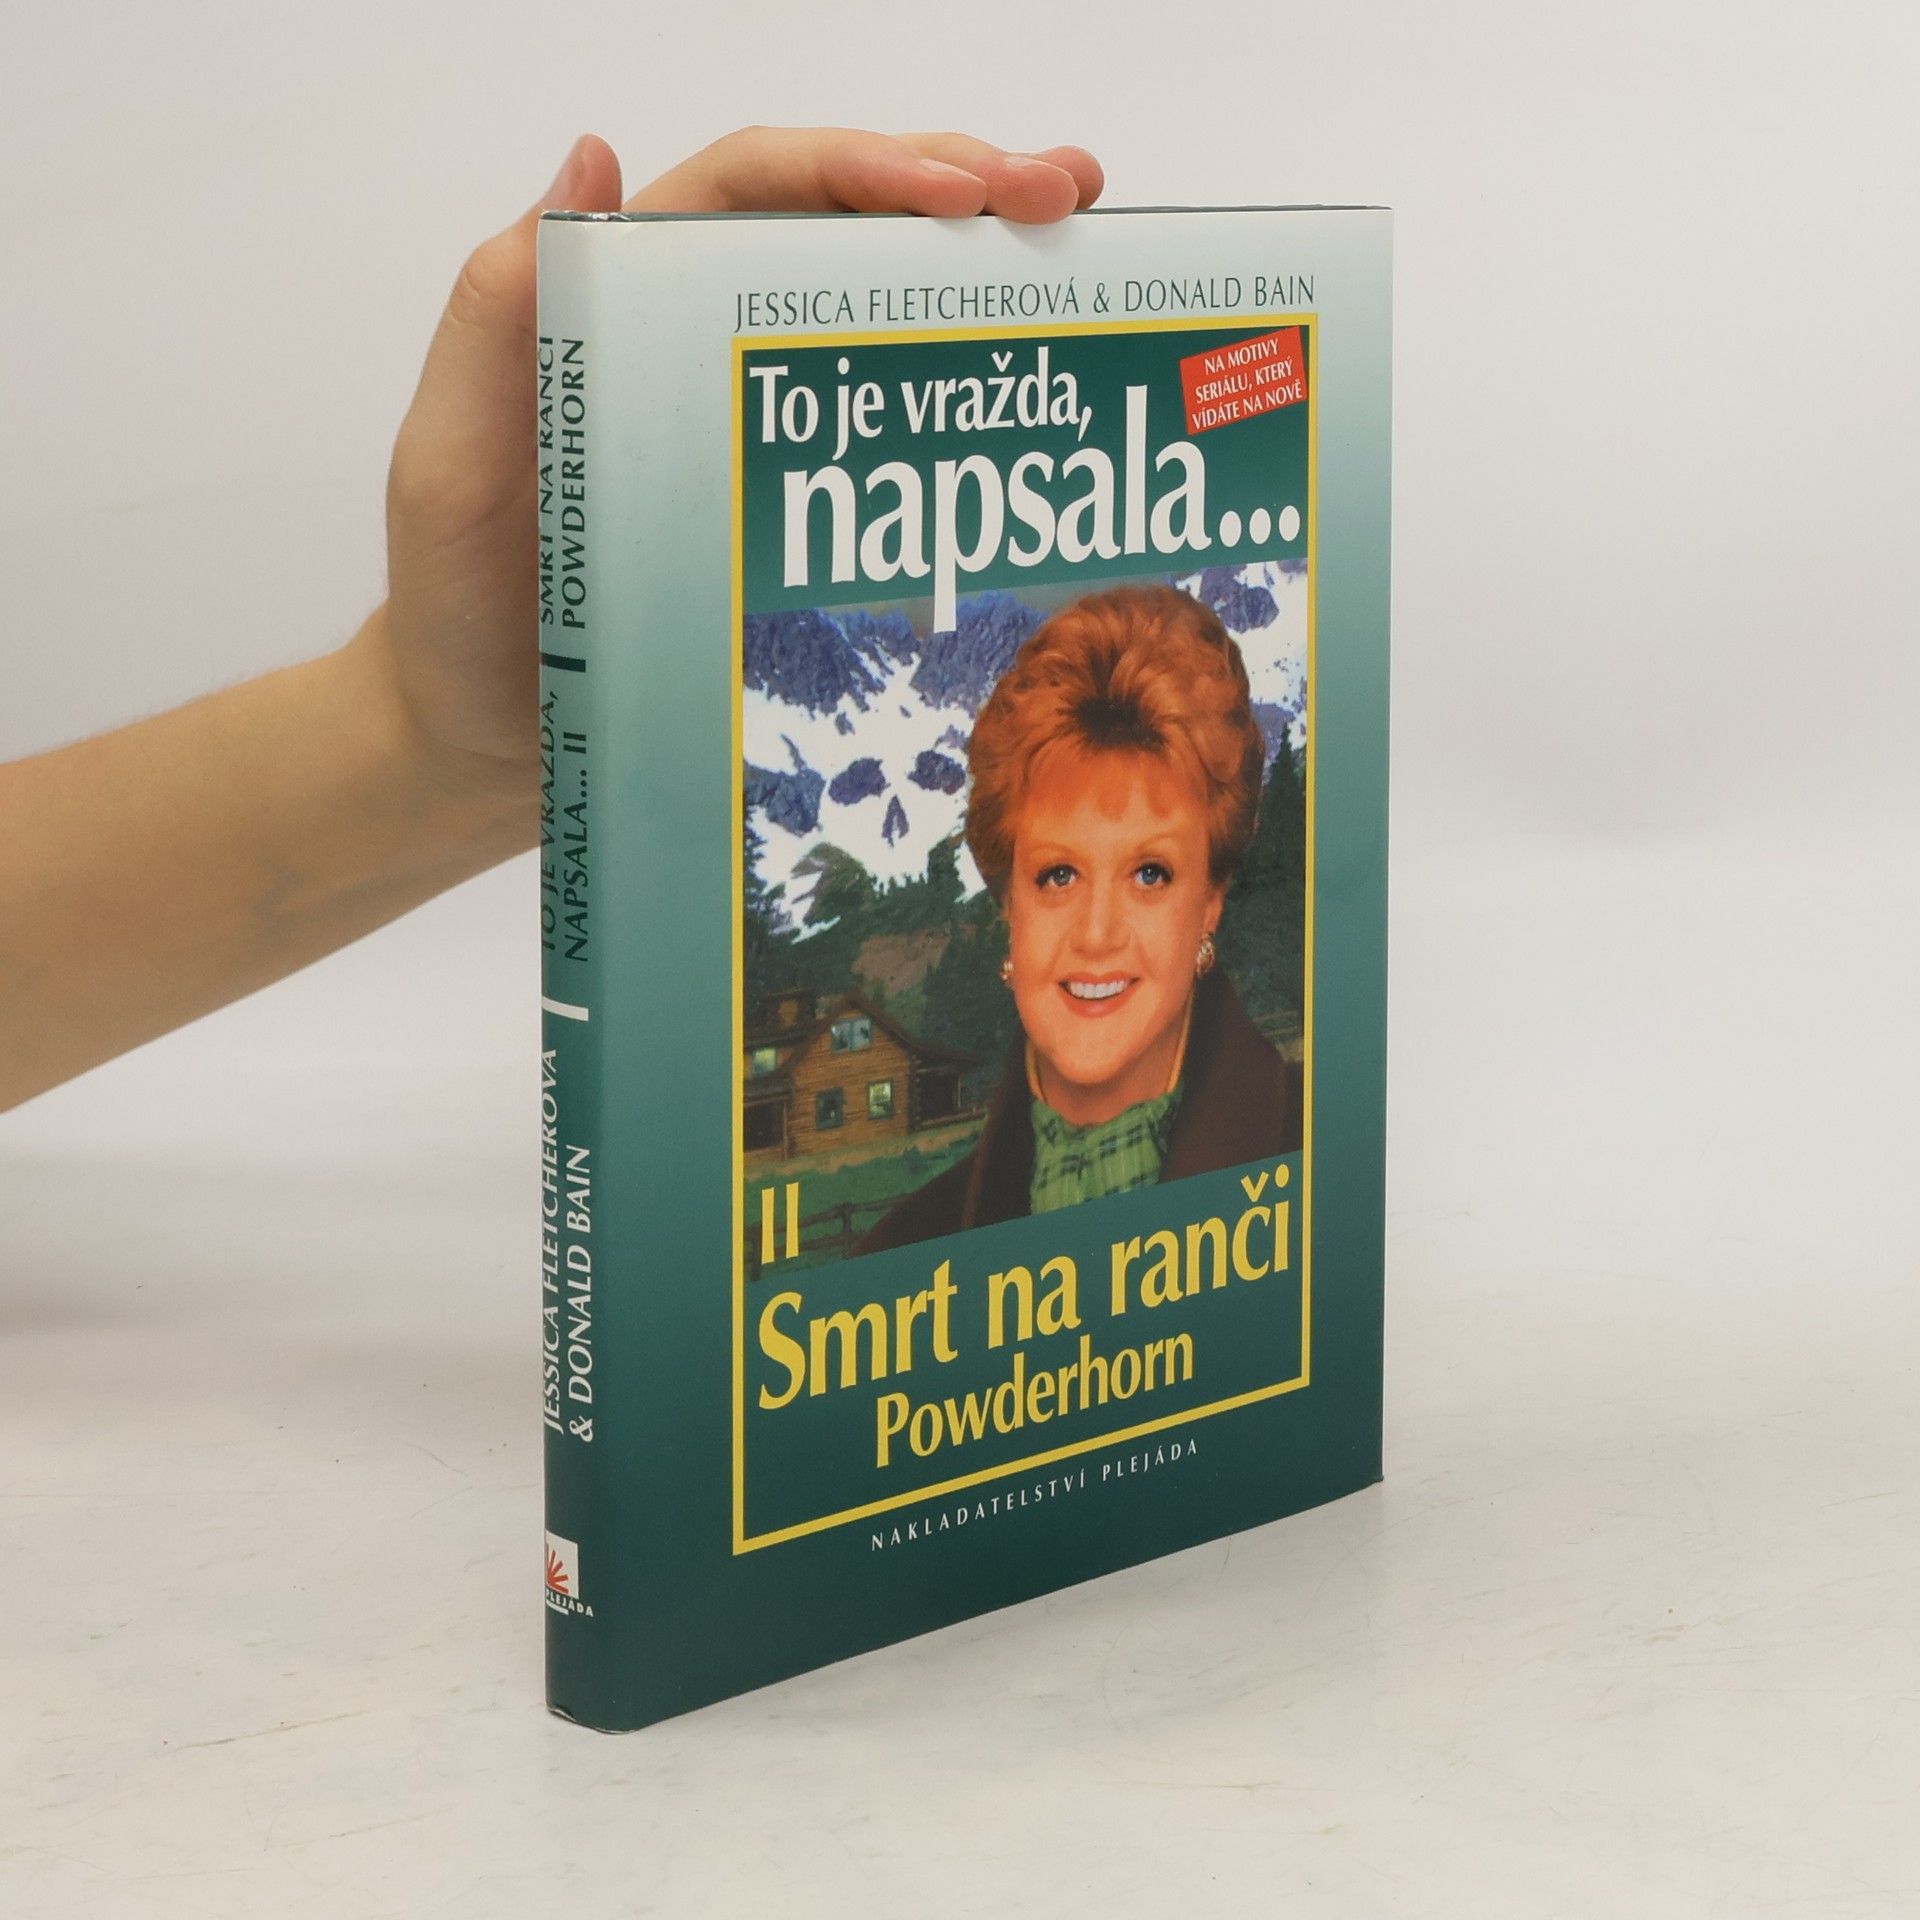 JESSICA FLETCHEROVÁ & DONALD BAIN
To je vražda,
napsala...
NA MOTIVY
SERIÁLU, KTERÝ
VÍDÁTE NA NOVĚ
II
Smrt na ranči
Powderhorn
NAKLADATELSTVÍ PLEJÁDA
SMRT NA RANČI
POWDERHORN
TO JE VRAŽDA,
NAPSALA... II
JESSICA FLETCHEROVÁ
& DONALD BAIN
PLEJÁDA